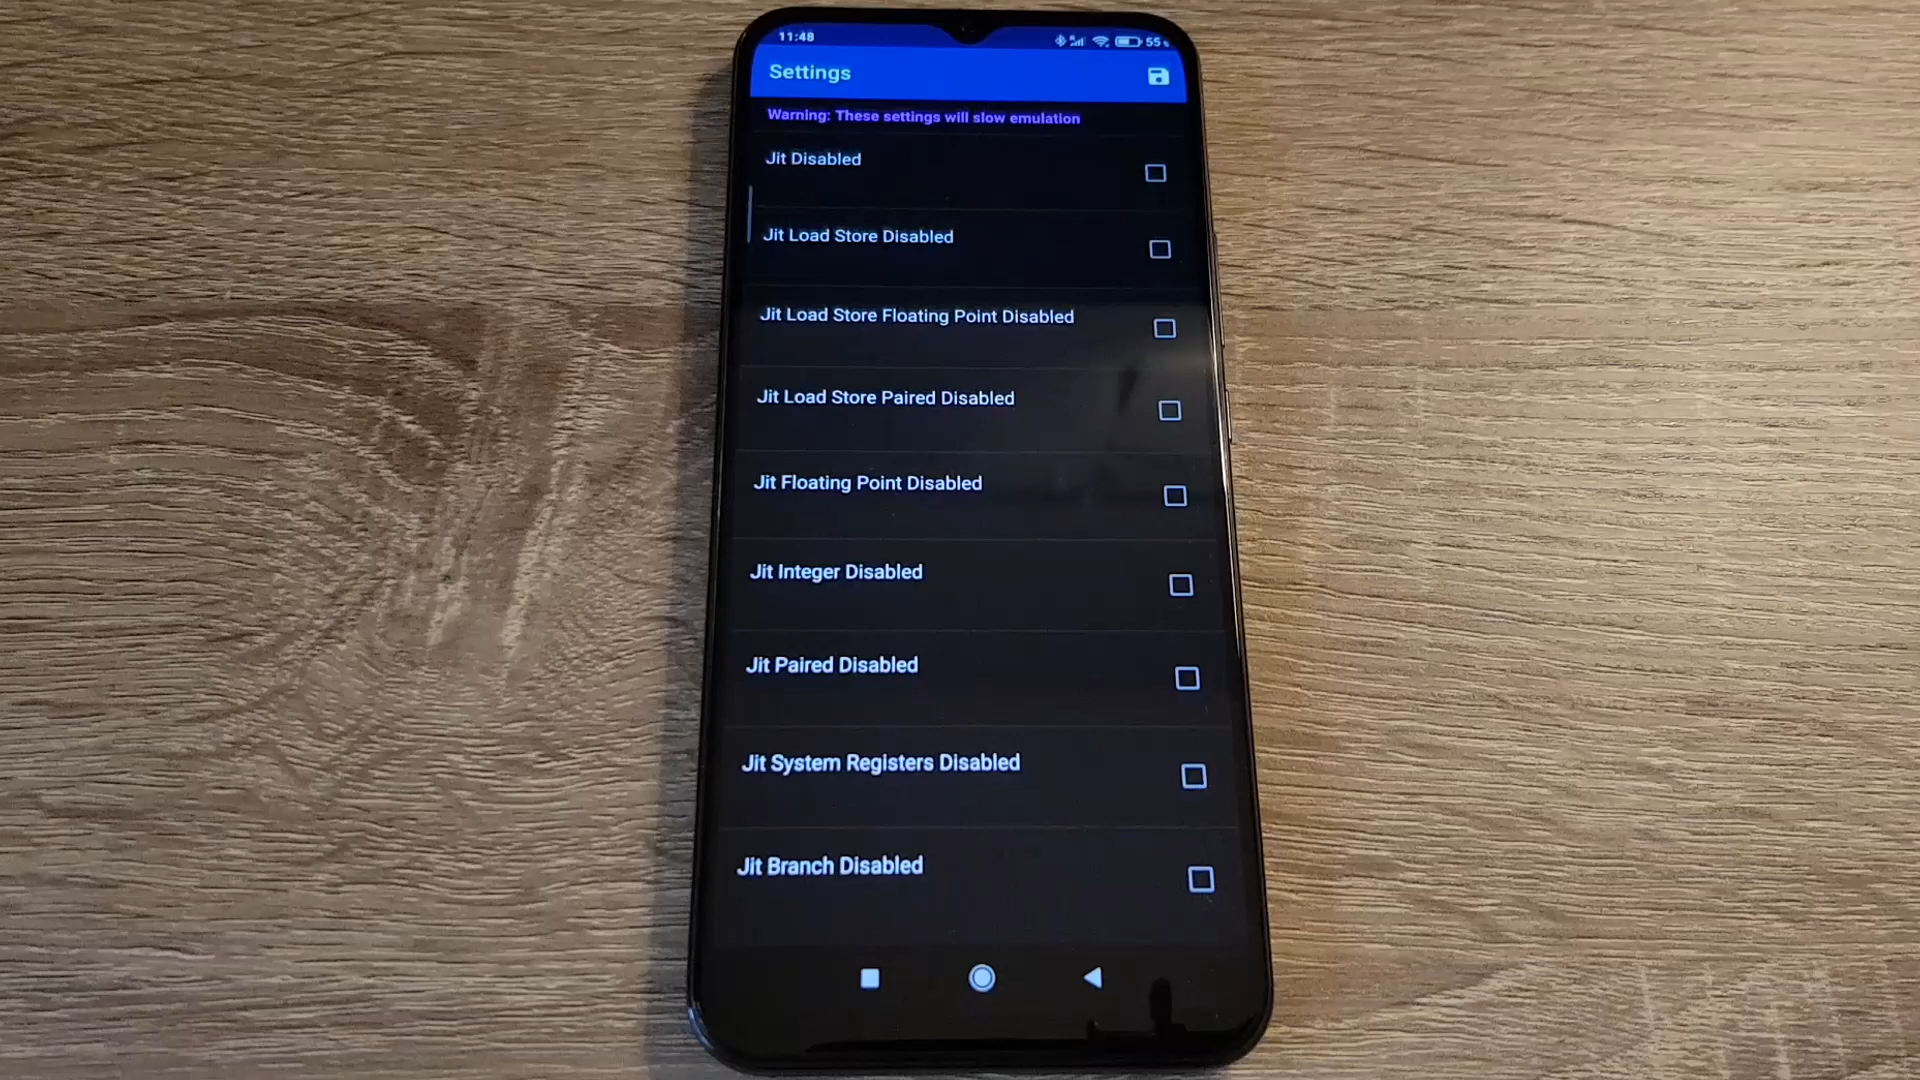 11:48
55%
Settings
Warning: These settings will slow emulation
Jit Disabled
Jit Load Store Disabled
Jit Load Store Floating Point Disabled
Jit Load Store Paired Disabled
Jit Floating Point Disabled
Jit Integer Disabled
Jit Paired Disabled
Jit System Registers Disabled
Jit Branch Disabled